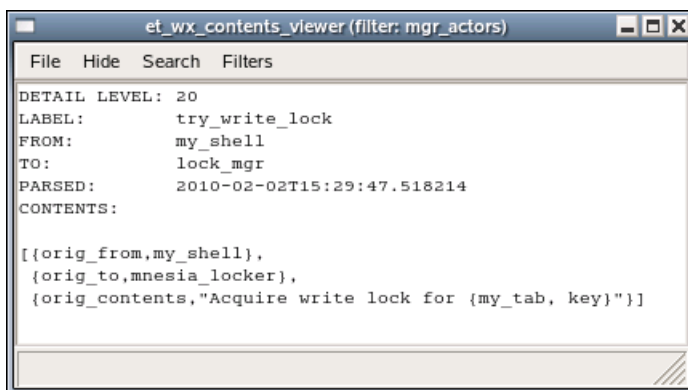 et_wx_contents_viewer (filter: mgr_actors)
File Hide Search Filters
DETAIL LEVEL: 20
LABEL: try_write_lock
FROM: my_shell
TO: lock_mgr
PARSED: 2010-02-02T15:29:47.518214
CONTENTS:
[{orig_from,my_shell},
{orig_to,mnesia_locker},
{orig_contents,"Acquire write lock for {my_tab, key}"}]